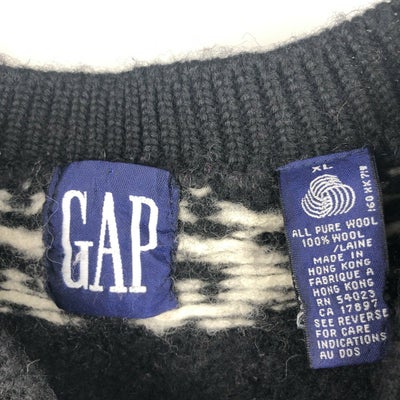 GAP
XL
ALL PURE WOOL
100% WOOL
/LAINE
MADE IN
HONG KONG
FABRIQUE A
HONG KONG
RN 54023
CA 17897
SEE REVERSE
FOR CARE
INDICATIONS
AU DOS